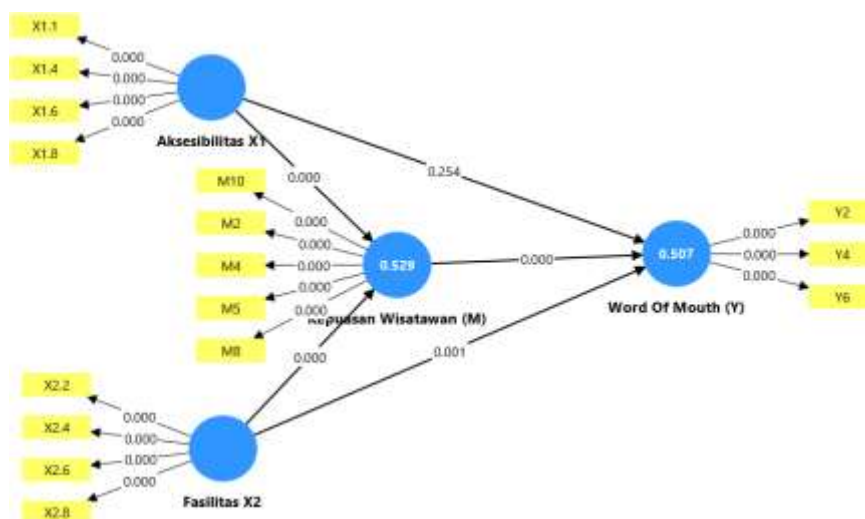 X1.1
X1.4
X1.6
X1.8
0.000
0.000
0.000
0.000
Aksesibilitas X1
0.000
0.254
M10
M2
M4
M5
M8
0.000
0.000
0.000
0.000
0.000
0.529
Kepuasan Wisatawan (M)
0.000
0.507
Word Of Mouth (Y)
0.000
0.000
0.000
Y2
Y4
Y6
0.000
0.001
X2.2
X2.4
X2.6
X2.8
0.000
0.000
0.000
0.000
Fasilitas X2